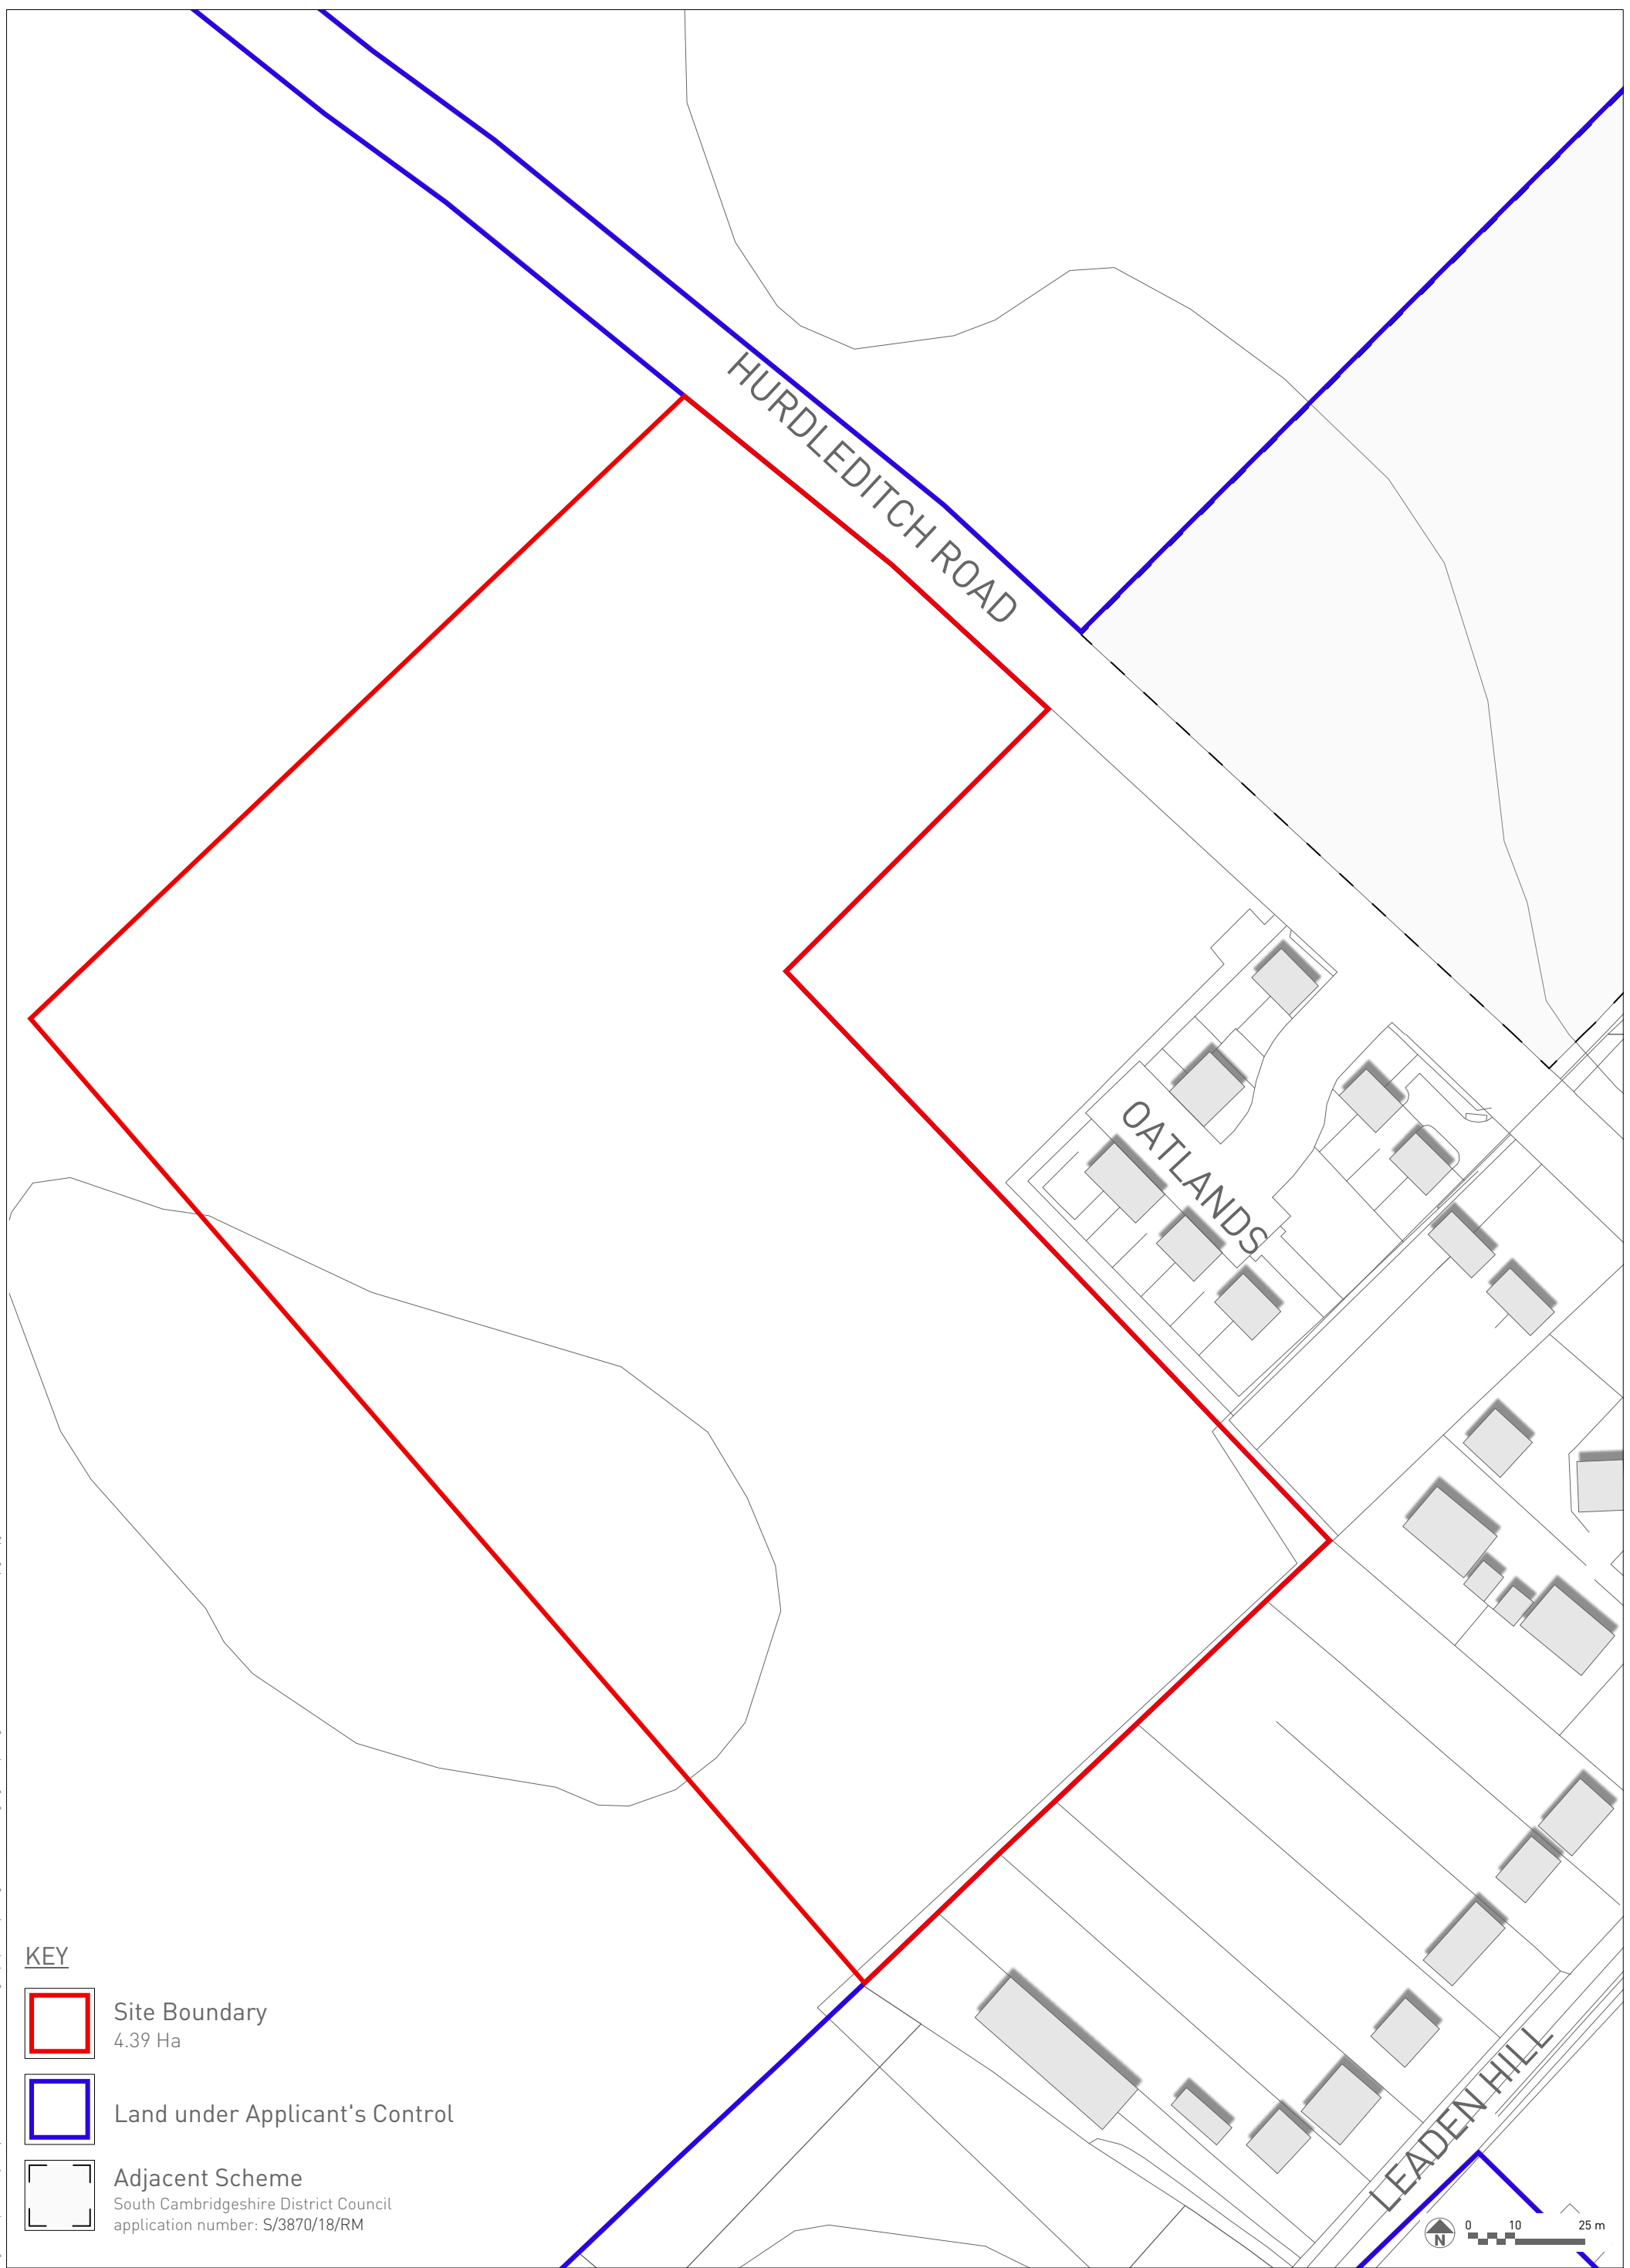 HURDLEDITCH ROAD
OATLANDS
LEADEN HILL
KEY
Site Boundary
4.39 Ha
Land under Applicant's Control
Adjacent Scheme
South Cambridgeshire District Council
application number: S/3870/18/RM
N
0 10 25 m